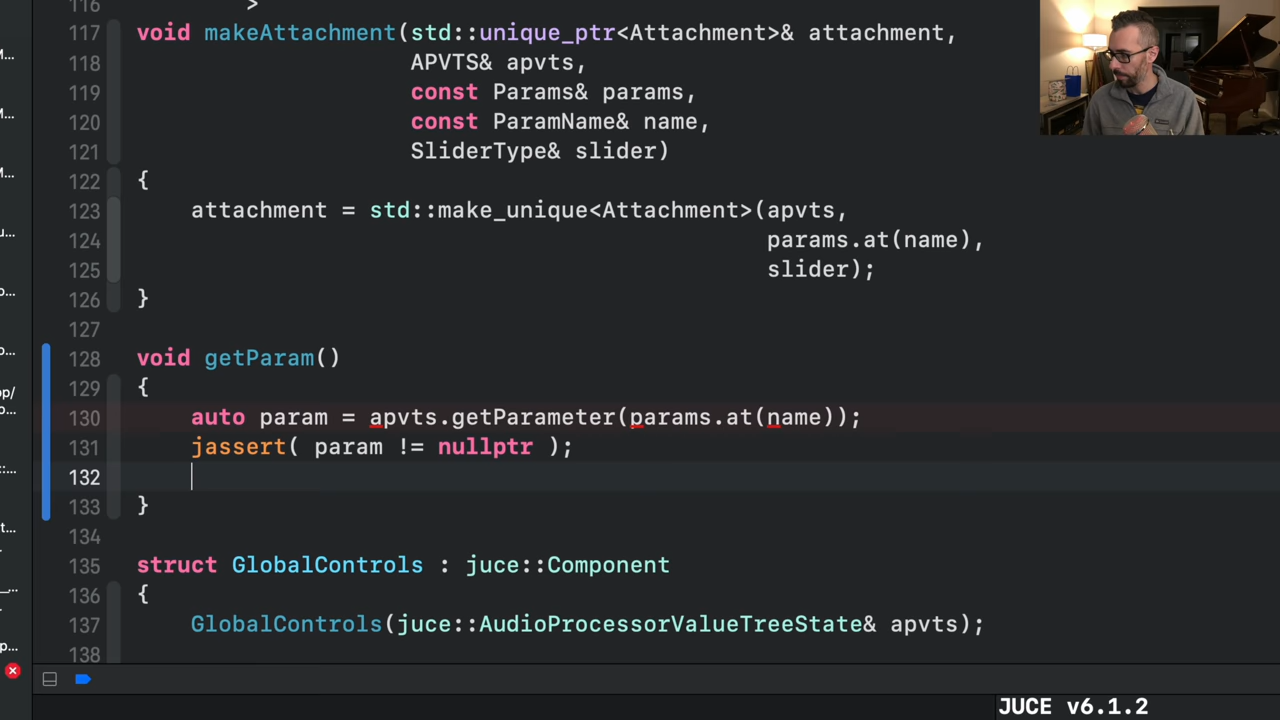 116 >
117 void makeAttachment(std::unique_ptr<Attachment>& attachment,
118 APVTS& apvts,
119 const Params& params,
120 const ParamName& name,
121 SliderType& slider)
122 {
123 attachment = std::make_unique<Attachment>(apvts,
124 params.at(name),
125 slider);
126 }
127
128 void getParam()
129 {
130 auto param = apvts.getParameter(params.at(name));
131 jassert( param != nullptr );
132
133 }
134
135 struct GlobalControls : juce::Component
136 {
137 GlobalControls(juce::AudioProcessorValueTreeState& apvts);
138
JUCE v6.1.2